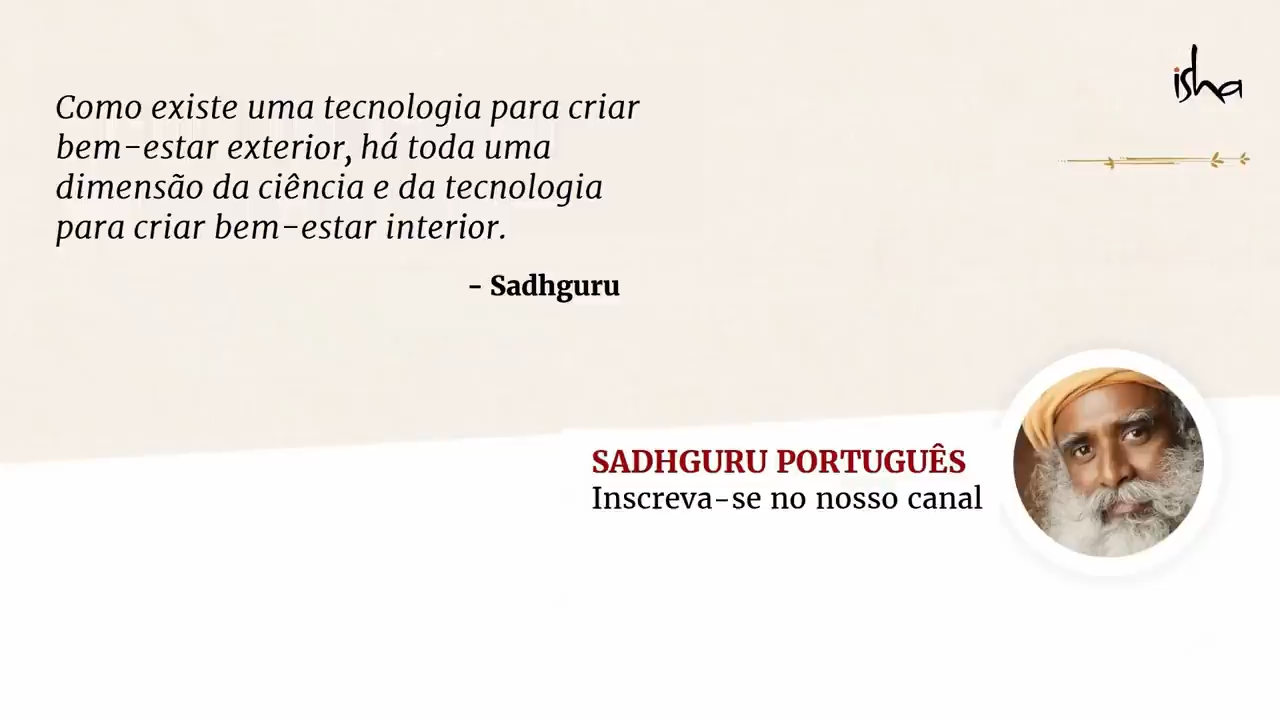 isha
Como existe uma tecnologia para criar
bem-estar exterior, há toda uma
dimensão da ciência e da tecnologia
para criar bem-estar interior.
- Sadhguru
SADHGURU PORTUGUÊS
Inscreva-se no nosso canal